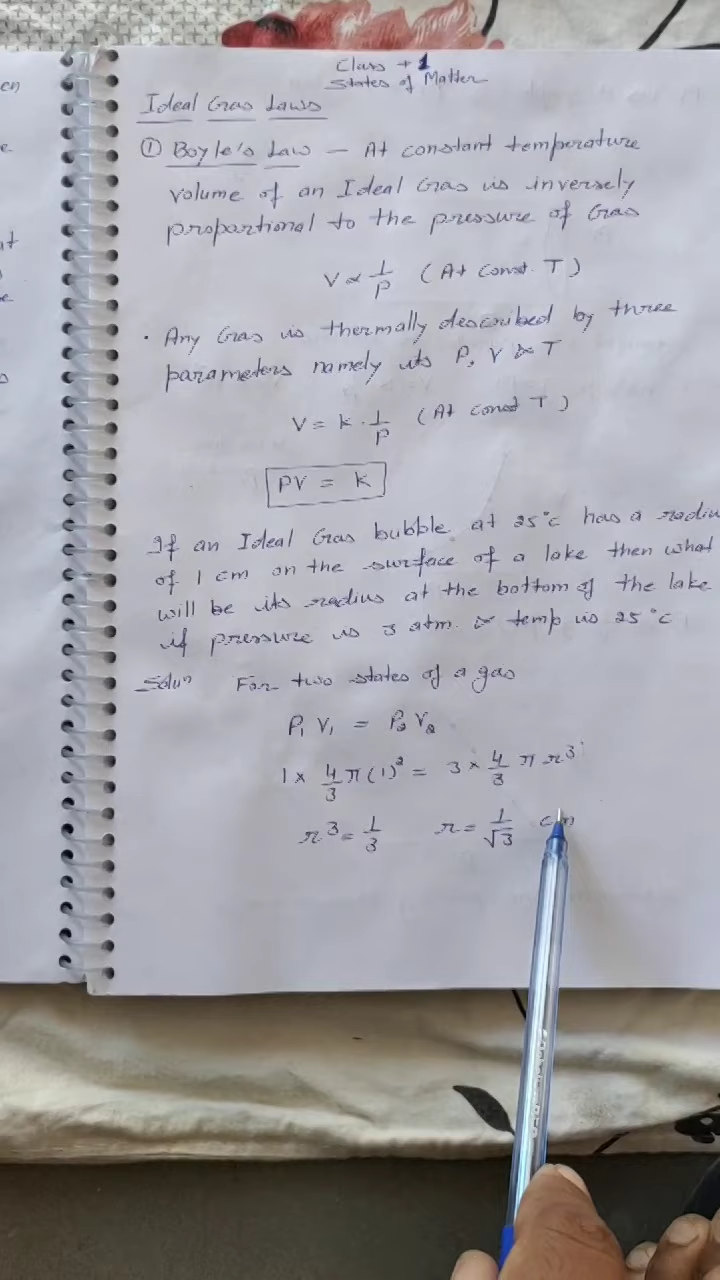 Class + 1
States of Matter
Ideal Gas Laws
① Boyle's Law — At constant temperature
volume of an Ideal Gas is inversely
proportional to the pressure of Gas
V ∝ 1/P (At Const. T)
• Any Gas is thermally described by three
parameters namely its P, V & T
V = k · 1/P (At const T)
PV = k
If an Ideal Gas bubble at 25°c has a radiu
of 1 cm on the surface of a lake then what
will be its radius at the bottom of the lake
if pressure is 3 atm. & temp is 25°c
Solun For two states of a gas
P₁ V₁ = P₂ V₂
1 × 4/3 π (1)² = 3 × 4/3 π r³
r³ = 1/3 r = 1/√3 cm
en
e